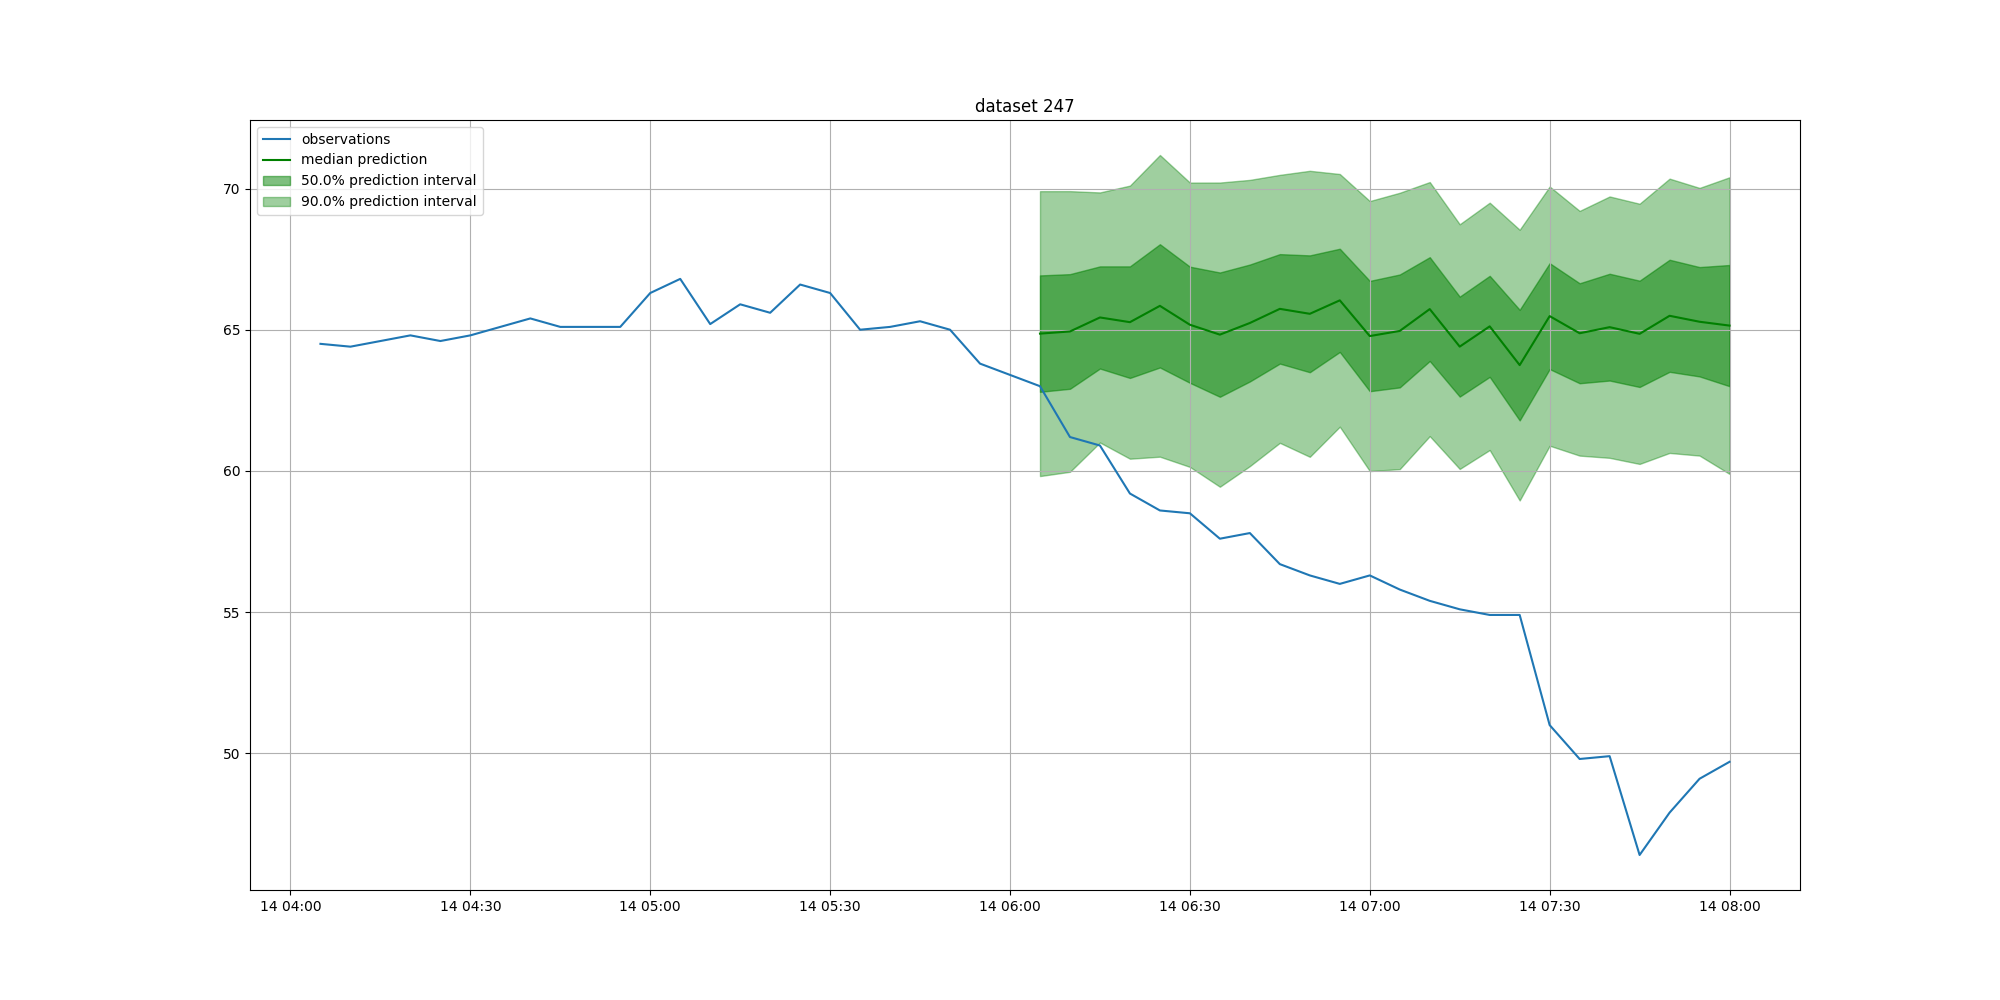 dataset 247
observations
median prediction
50.0% prediction interval
90.0% prediction interval
70
65
60
55
50
14 04:00 14 04:30 14 05:00 14 05:30 14 06:00 14 06:30 14 07:00 14 07:30 14 08:00